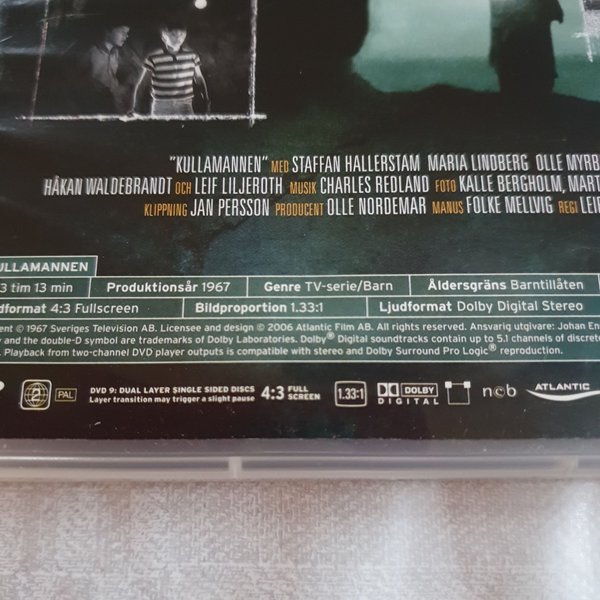 "KULLAMANNEN" MED STAFFAN HALLERSTAM MARIA LINDBERG OLLE MYRB
HÅKAN WALDEBRANDT OCH LEIF LILJEROTH MUSIK CHARLES REDLAND FOTO KALLE BERGHOLM, MART
KLIPPNING JAN PERSSON PRODUCENT OLLE NORDEMAR MANUS FOLKE MELLVIG REGI LEI
ULLAMANNEN
3 tim 13 min Produktionsår 1967 Genre TV-serie/Barn Åldersgräns Barntillåten
dformat 4:3 Fullscreen Bildproportion 1.33:1 Ljudformat Dolby Digital Stereo
ent © 1967 Sveriges Television AB. Licensee and design © 2006 Atlantic Film AB. All rights reserved. Ansvarig utgivare: Johan En
and the double-D symbol are trademarks of Dolby Laboratories. Dolby® Digital soundtracks contain up to 5.1 channels of discrete
. Playback from two-channel DVD player outputs is compatible with stereo and Dolby Surround Pro Logic® reproduction.
2 PAL DVD 9: DUAL LAYER SINGLE SIDED DISCS 4:3 FULL SCREEN 1.33:1 DOLBY DIGITAL ncb ATLANTIC
Layer transition may trigger a slight pause